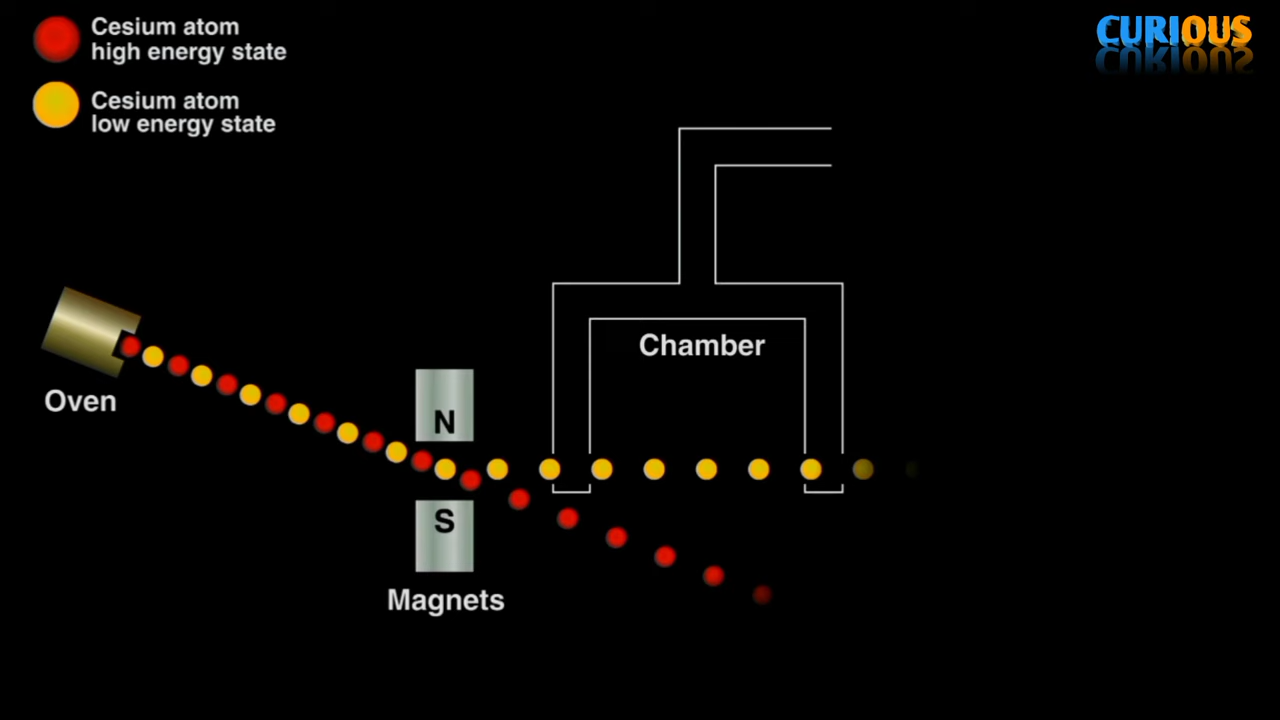 Cesium atom
high energy state
Cesium atom
low energy state
CURIOUS
Chamber
Oven
N
S
Magnets